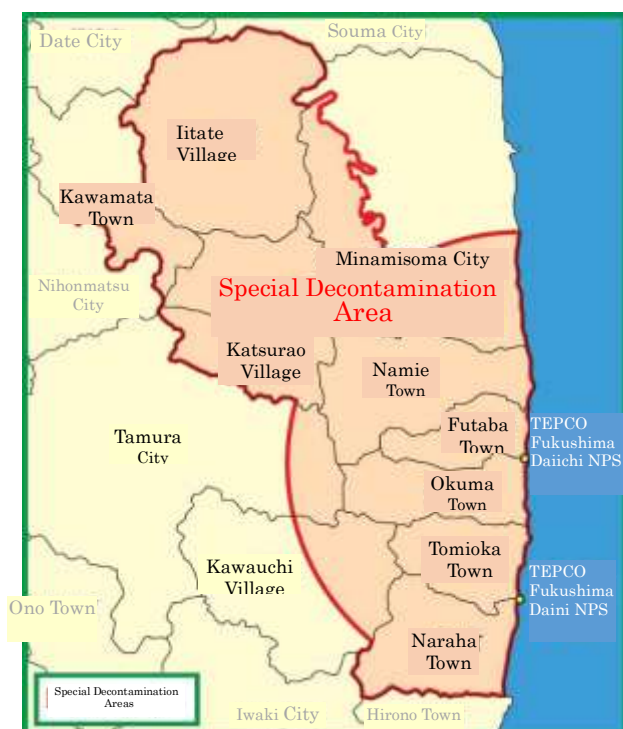 Date City
Souma City
Iitate
Village
Kawamata
Town
Minamisoma City
Nihonmatsu
City
Special Decontamination
Area
Katsurao
Village
Namie
Town
Futaba
Town
TEPCO
Fukushima
Daiichi NPS
Tamura
City
Okuma
Town
Tomioka
Town
Kawauchi
Village
TEPCO
Fukushima
Daini NPS
Ono Town
Naraha
Town
Special Decontamination
Areas
Iwaki City
Hirono Town